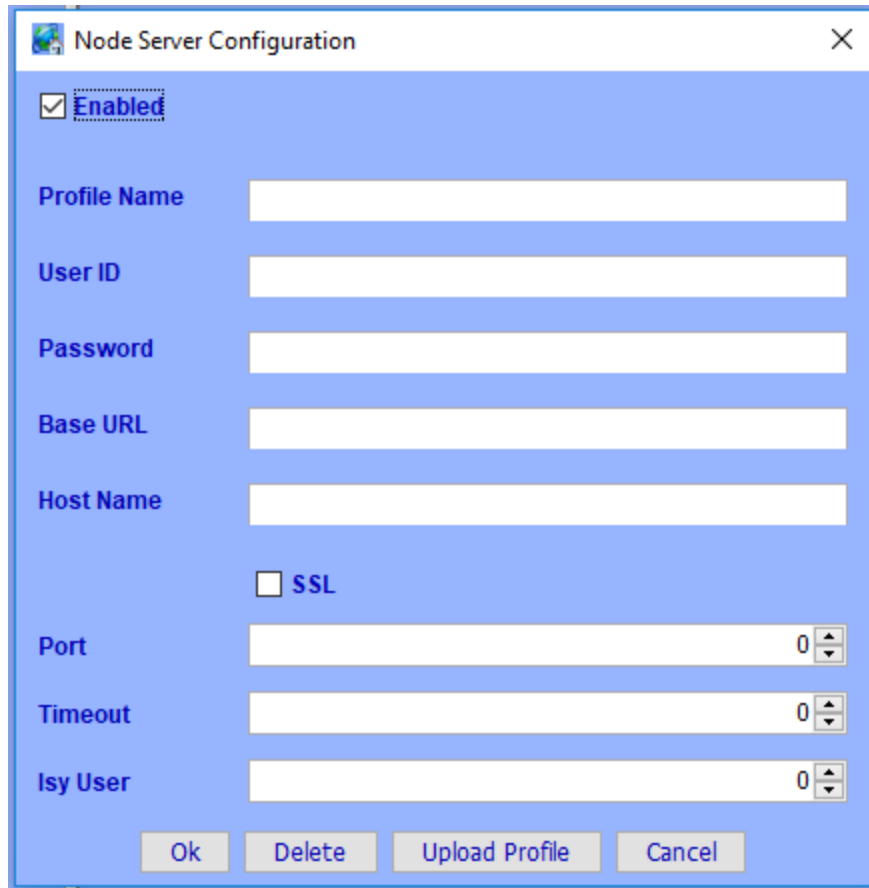 Node Server Configuration
Enabled
Profile Name
User ID
Password
Base URL
Host Name
SSL
Port 0
Timeout 0
Isy User 0
Ok Delete Upload Profile Cancel